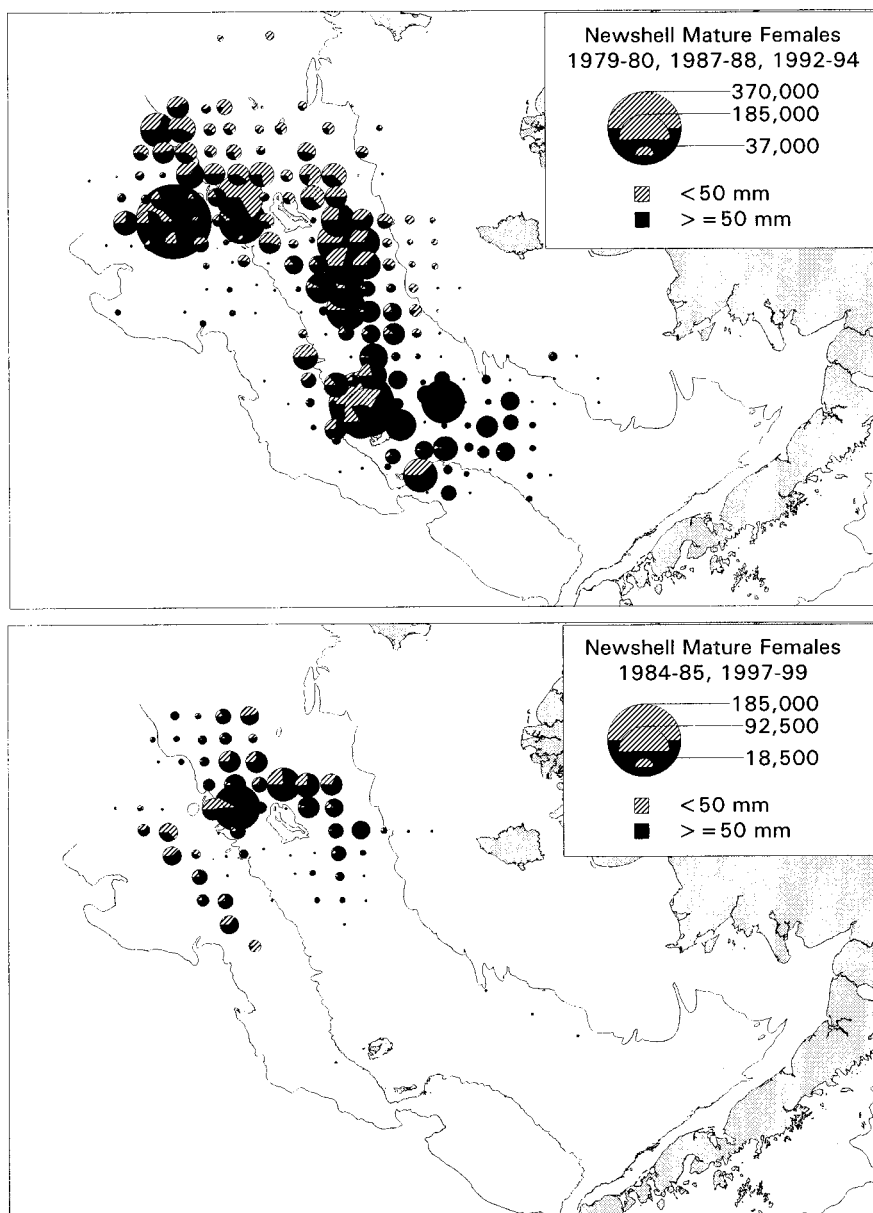 Newshell Mature Females
1979-80, 1987-88, 1992-94
370,000
185,000
37,000
<50 mm
>=50 mm
Newshell Mature Females
1984-85, 1997-99
185,000
92,500
18,500
<50 mm
>=50 mm